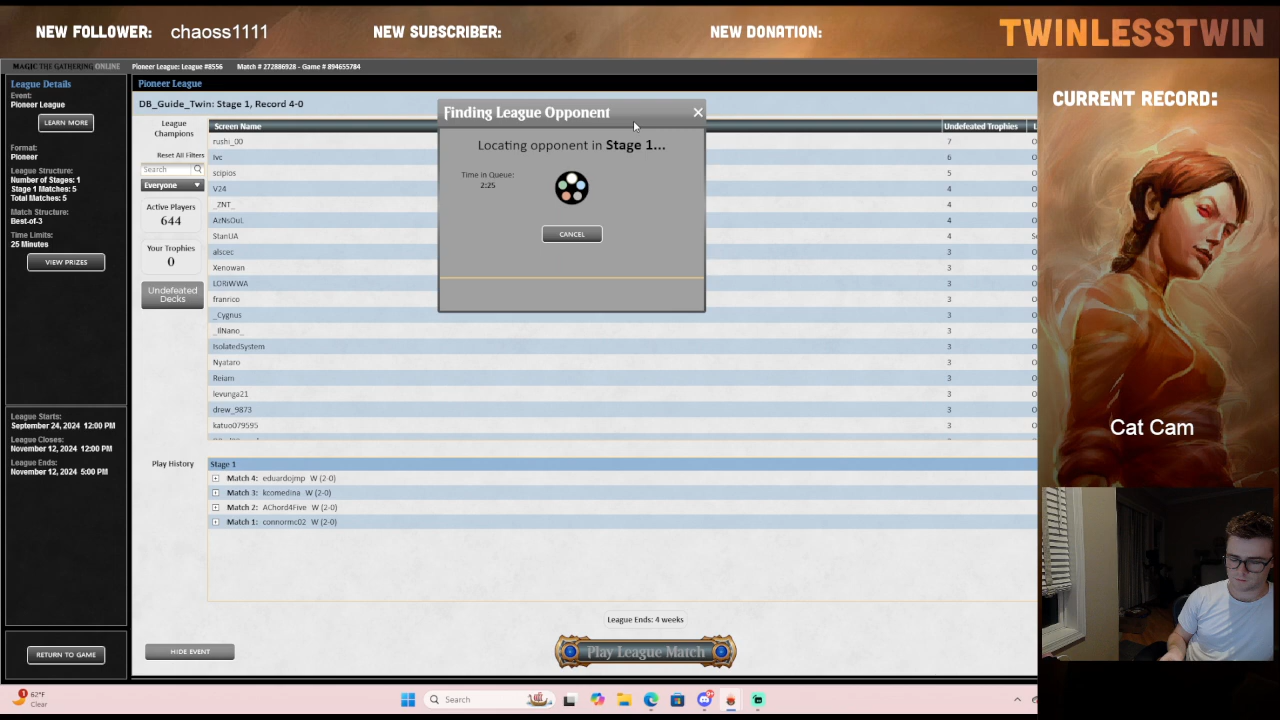 NEW FOLLOWER: chaoss1111 NEW SUBSCRIBER: NEW DONATION: TWINLESSTWIN
MAGIC THE GATHERING ONLINE Pioneer League: League #8556 Match # 272886928 - Game # 894655784
League Details
Event:
Pioneer League
LEARN MORE
Format:
Pioneer
League Structure:
Number of Stages: 1
Stage 1 Matches: 5
Total Matches: 5
Match Structure:
Best-of-3
Time Limits:
25 Minutes
VIEW PRIZES
League Starts:
September 24, 2024 12:00 PM
League Closes:
November 12, 2024 12:00 PM
League Ends:
November 12, 2024 5:00 PM
RETURN TO GAME
Pioneer League
DB_Guide_Twin: Stage 1, Record 4-0
League
Champions
Reset All Filters
Search
Everyone
Active Players
644
Your Trophies
0
Undefeated
Decks
Screen Name Undefeated Trophies L
rushi_00 7 O
lvc 6 O
scipios 5 O
V24 4 O
_ZNT_ 4 O
AzNsOuL 4 O
StanUA 4 S
alscec 3 O
Xenowan 3 O
LORiWWA 3 O
franrico 3 O
_Cygnus 3 O
_IlNano_ 3 O
IsolatedSystem 3 O
Nyataro 3 O
Reiam 3 O
levunga21 3 O
drew_9873 3 O
katuo079595 3 O
Finding League Opponent
Locating opponent in Stage 1...
Time in Queue:
2:25
CANCEL
Play History
Stage 1
Match 4: eduardojmp W (2-0)
Match 3: kcomedina W (2-0)
Match 2: AChord4Five W (2-0)
Match 1: connormc02 W (2-0)
League Ends: 4 weeks
HIDE EVENT
Play League Match
CURRENT RECORD:
Cat Cam
1
62°F
Clear
Search